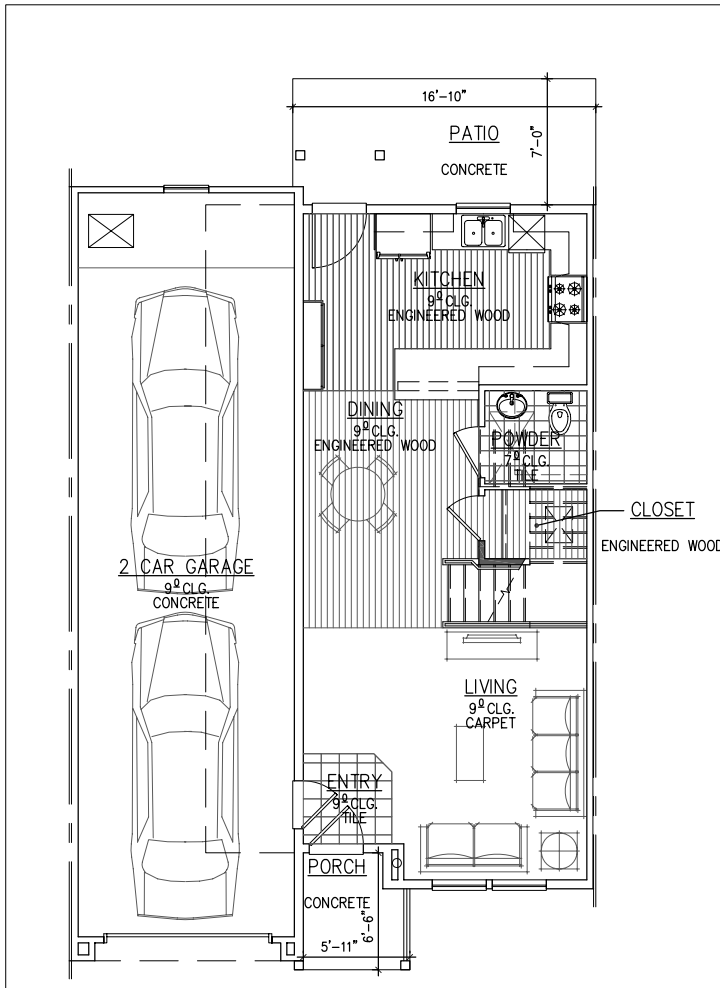 16'-10"
PATIO
7'-0"
CONCRETE
KITCHEN
9⁰ CLG.
ENGINEERED WOOD
DINING
9⁰ CLG.
ENGINEERED WOOD
POWDER
7⁰ CLG.
TILE
CLOSET
ENGINEERED WOOD
2 CAR GARAGE
9⁰ CLG.
CONCRETE
LIVING
9⁰ CLG.
CARPET
ENTRY
9⁰ CLG.
TILE
PORCH
CONCRETE
6'-6"
5'-11"